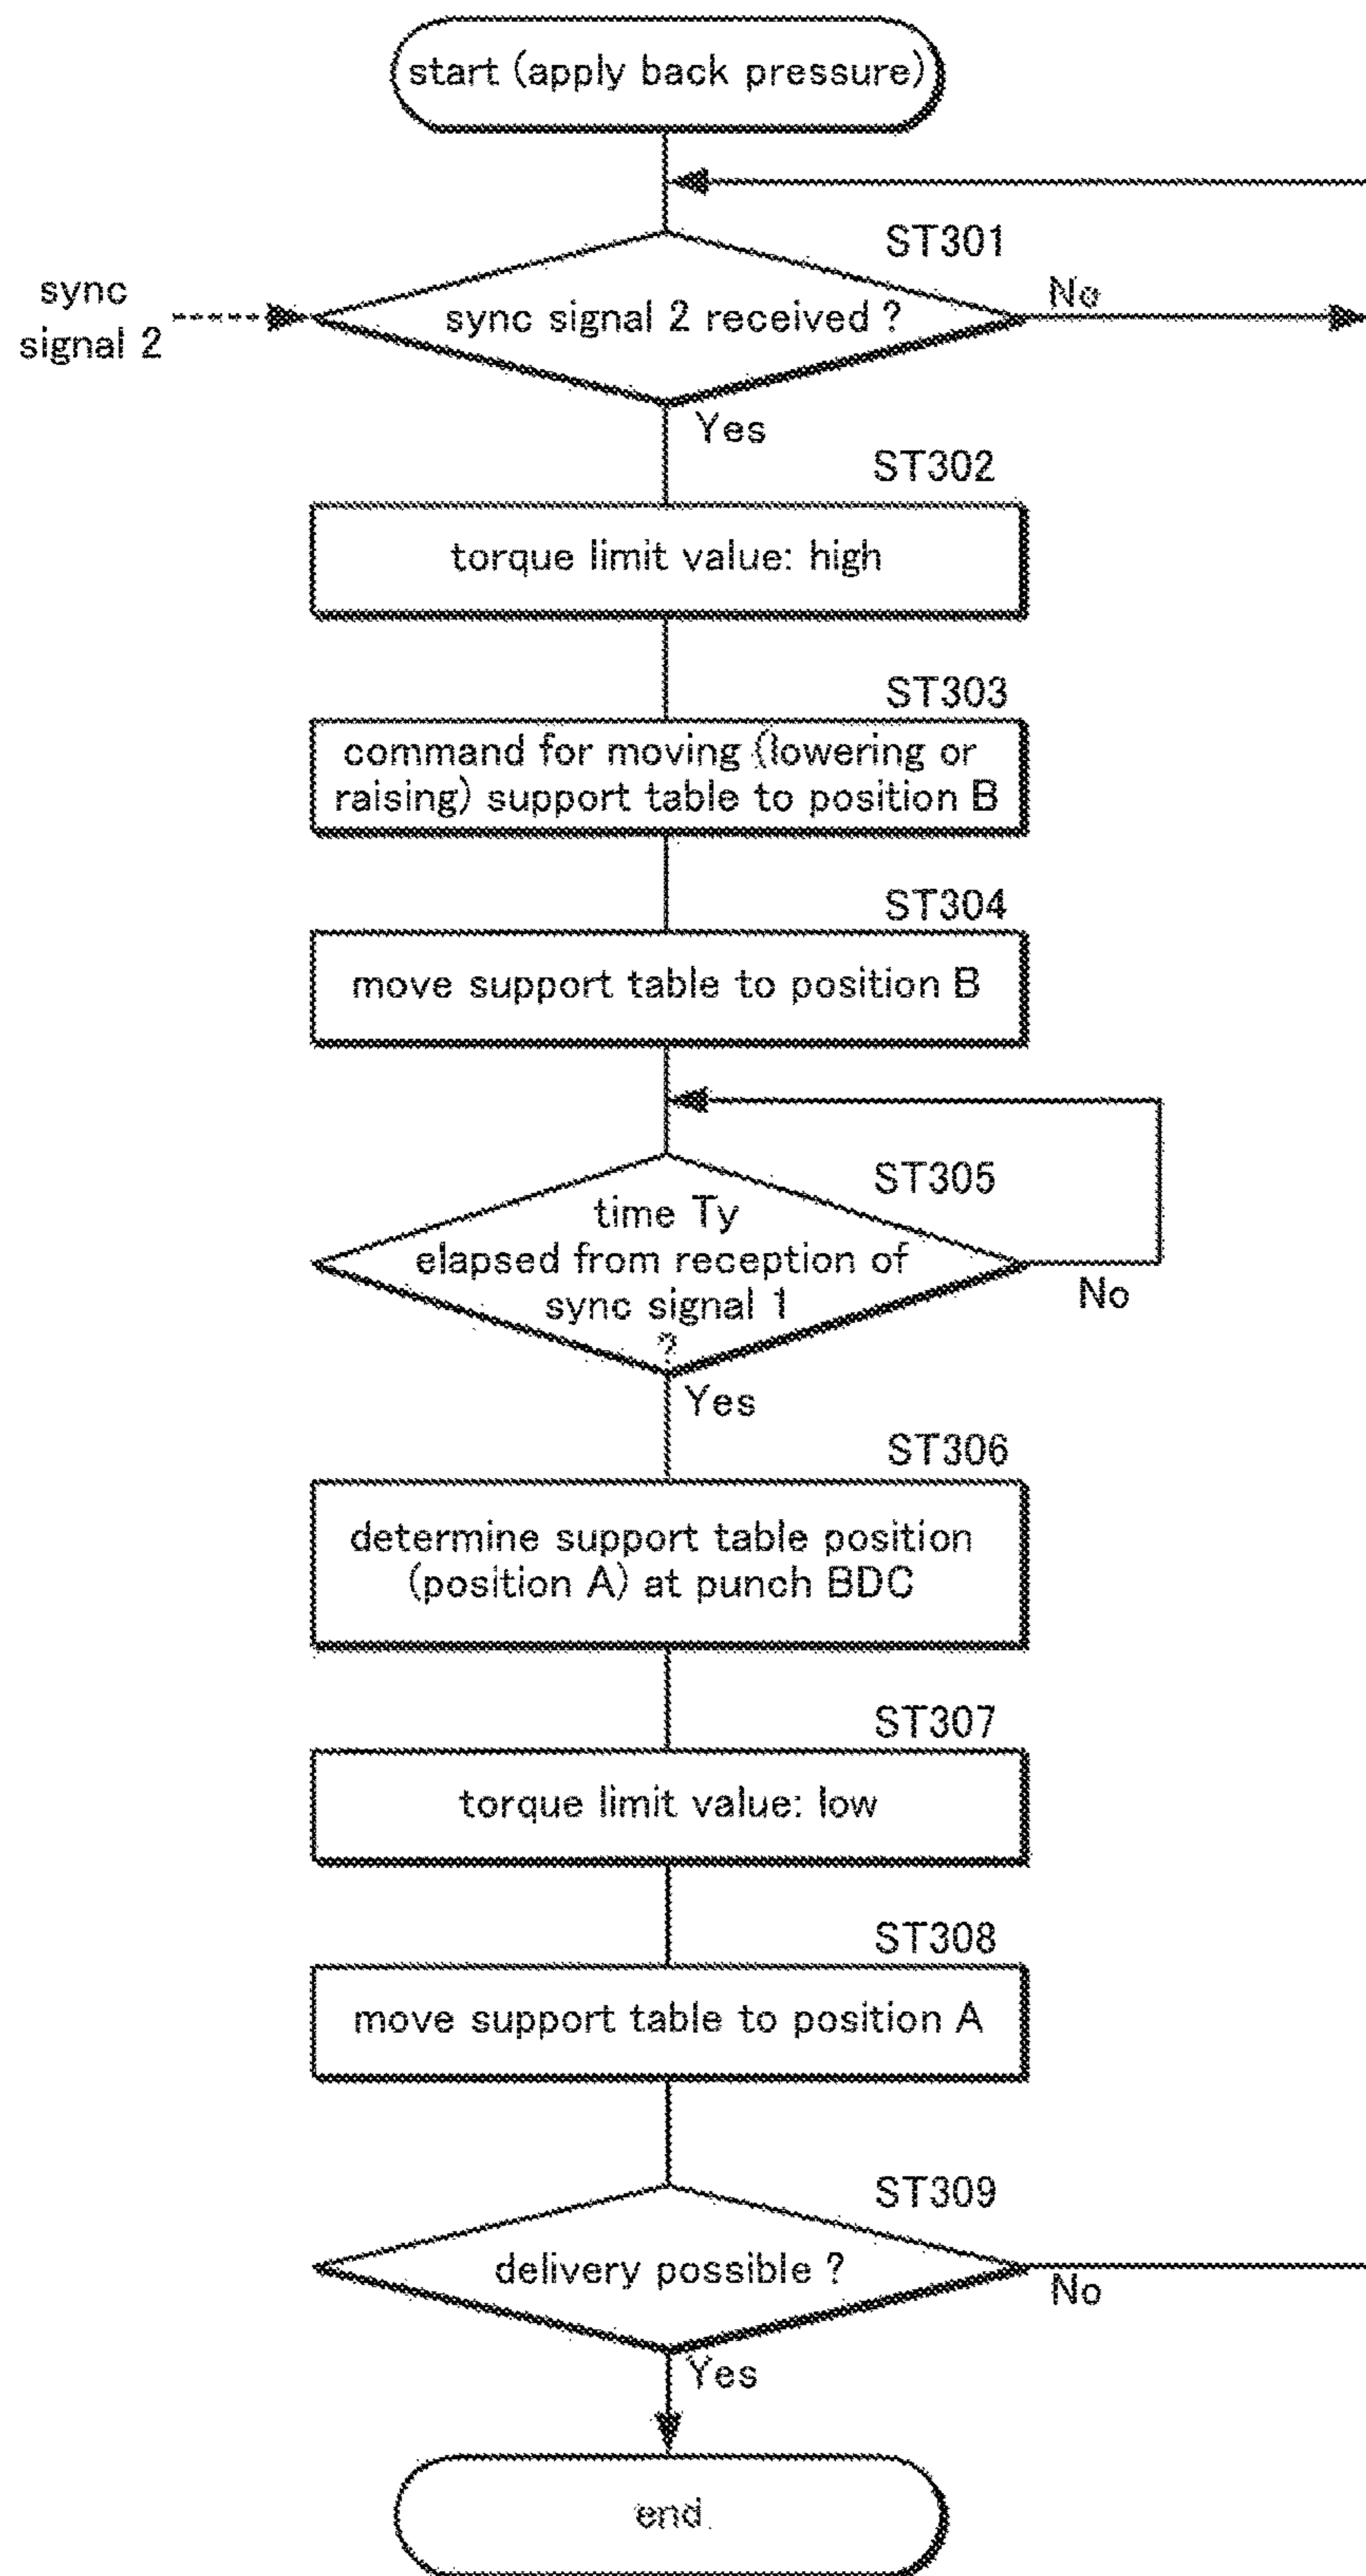 start (apply back pressure)
ST301
sync
signal 2
sync signal 2 received ?
No
Yes
ST302
torque limit value: high
ST303
command for moving (lowering or
raising) support table to position B
ST304
move support table to position B
ST305
time Ty
elapsed from reception of
sync signal 1
?
No
Yes
ST306
determine support table position
(position A) at punch BDC
ST307
torque limit value: low
ST308
move support table to position A
ST309
delivery possible ?
No
Yes
end